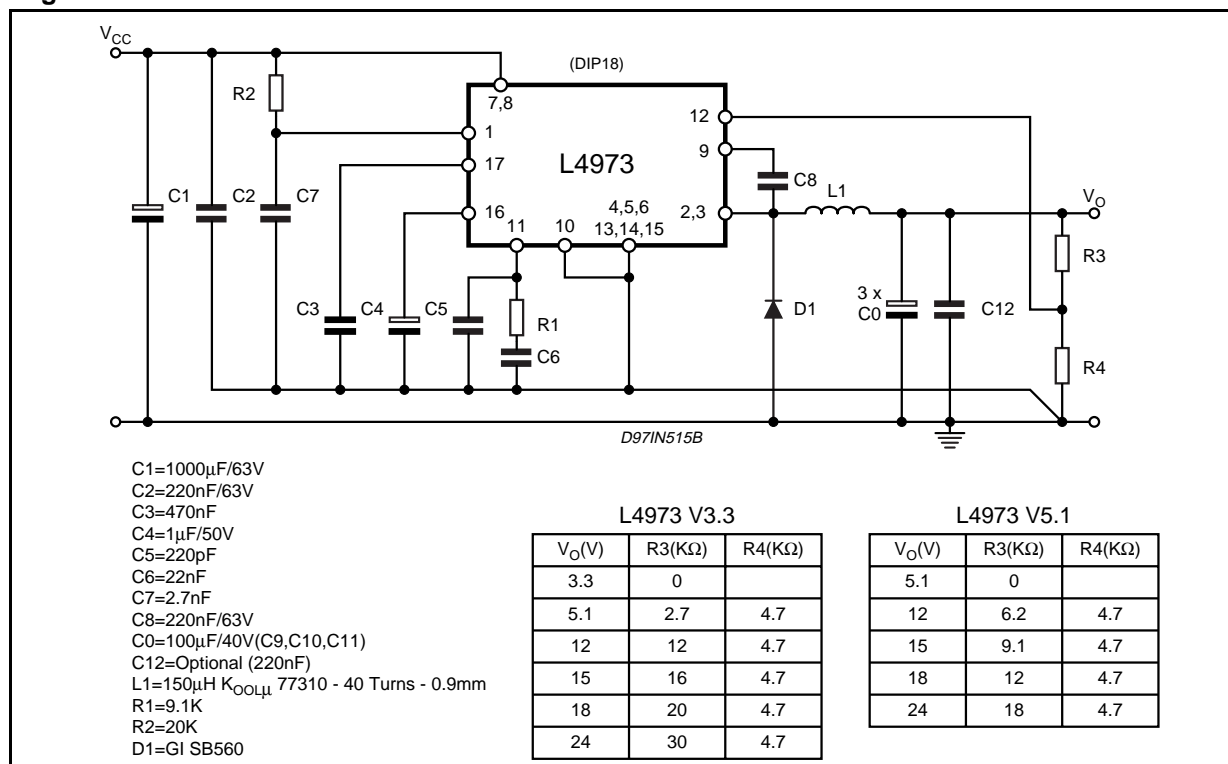 V_CC
(DIP18)
R2
7,8
12
1
9
17
L4973
C8
L1
C1
C2
C7
16
4,5,6
2,3
V_O
11
10
13,14,15
R3
C3
C4
C5
R1
D1
3 x
C0
C12
C6
R4
D97IN515B
C1=1000µF/63V
C2=220nF/63V
C3=470nF
C4=1µF/50V
C5=220pF
C6=22nF
C7=2.7nF
C8=220nF/63V
C0=100µF/40V(C9,C10,C11)
C12=Optional (220nF)
L1=150µH K_OOLµ 77310 - 40 Turns - 0.9mm
R1=9.1K
R2=20K
D1=GI SB560
L4973 V3.3
V_O(V) R3(KΩ) R4(KΩ)
3.3 0
5.1 2.7 4.7
12 12 4.7
15 16 4.7
18 20 4.7
24 30 4.7
L4973 V5.1
V_O(V) R3(KΩ) R4(KΩ)
5.1 0
12 6.2 4.7
15 9.1 4.7
18 12 4.7
24 18 4.7